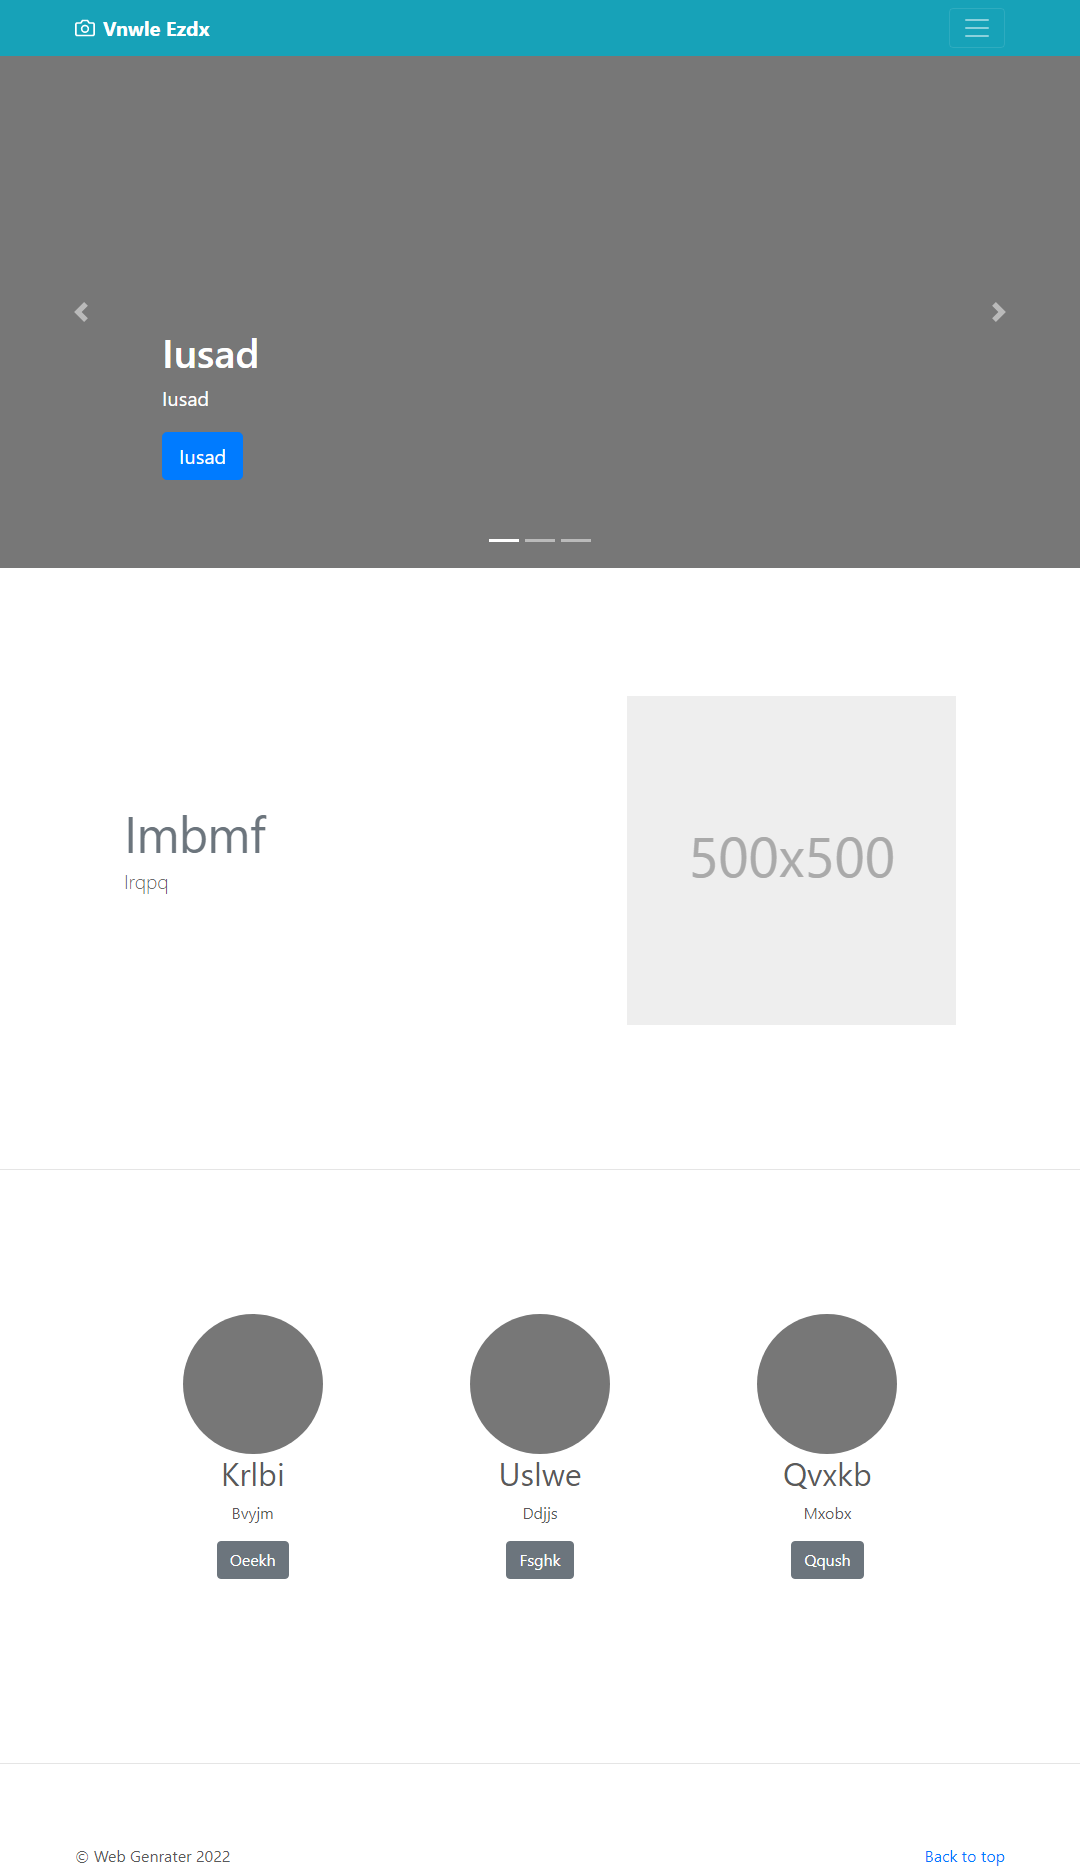 Vnwle Ezdx
Iusad
Iusad
Iusad
Imbmf
Irqpq
500x500
Krlbi
Uslwe
Qvxkb
Bvyjm
Ddjjs
Mxobx
Oeekh
Fsghk
Qqush
© Web Genrater 2022
Back to top